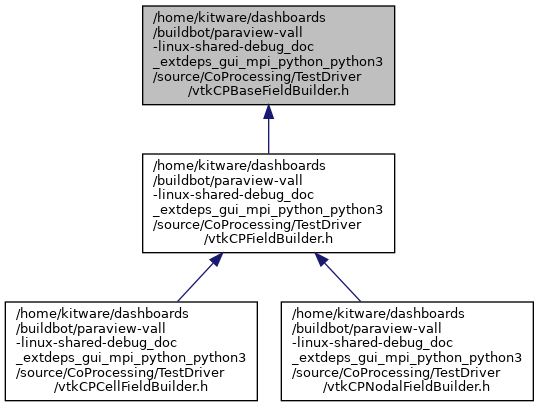 /home/kitware/dashboards
/buildbot/paraview-vall
-linux-shared-debug_doc
_extdeps_gui_mpi_python_python3
/source/CoProcessing/TestDriver
/vtkCPBaseFieldBuilder.h
/home/kitware/dashboards
/buildbot/paraview-vall
-linux-shared-debug_doc
_extdeps_gui_mpi_python_python3
/source/CoProcessing/TestDriver
/vtkCPFieldBuilder.h
/home/kitware/dashboards
/buildbot/paraview-vall
-linux-shared-debug_doc
_extdeps_gui_mpi_python_python3
/source/CoProcessing/TestDriver
/vtkCPCellFieldBuilder.h
/home/kitware/dashboards
/buildbot/paraview-vall
-linux-shared-debug_doc
_extdeps_gui_mpi_python_python3
/source/CoProcessing/TestDriver
/vtkCPNodalFieldBuilder.h